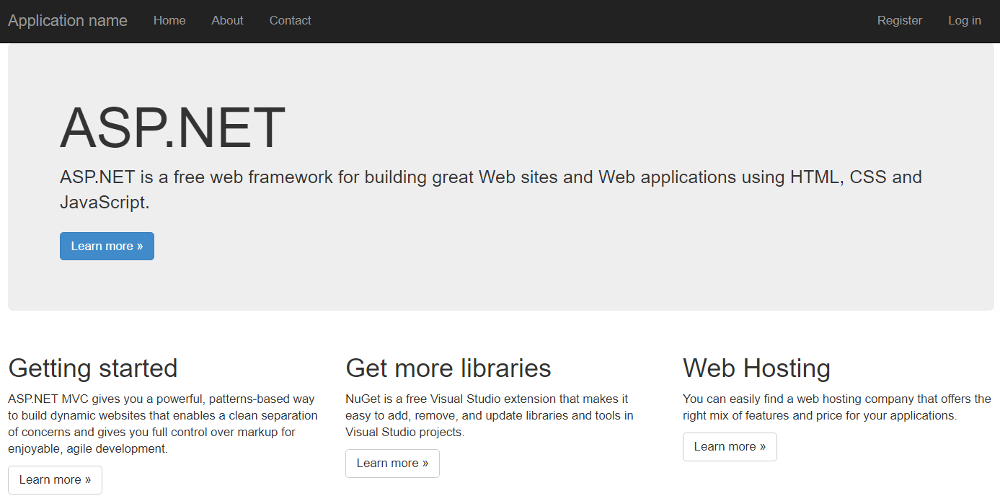 Application name Home About Contact Register Log in
ASP.NET
ASP.NET is a free web framework for building great Web sites and Web applications using HTML, CSS and
JavaScript.
Learn more »
Getting started
ASP.NET MVC gives you a powerful, patterns-based way
to build dynamic websites that enables a clean separation
of concerns and gives you full control over markup for
enjoyable, agile development.
Learn more »
Get more libraries
NuGet is a free Visual Studio extension that makes it
easy to add, remove, and update libraries and tools in
Visual Studio projects.
Learn more »
Web Hosting
You can easily find a web hosting company that offers the
right mix of features and price for your applications.
Learn more »